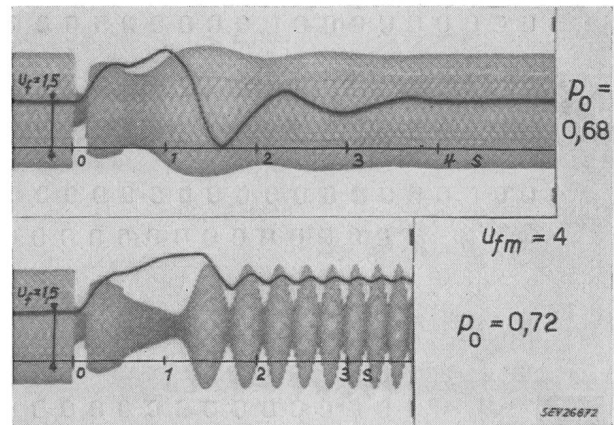 u_f=1,5
0 1 2 3 4 s
p_0 =
0,68
u_fm = 4
u_f=1,5
p_0 = 0,72
0 1 2 3 s
SEV26672